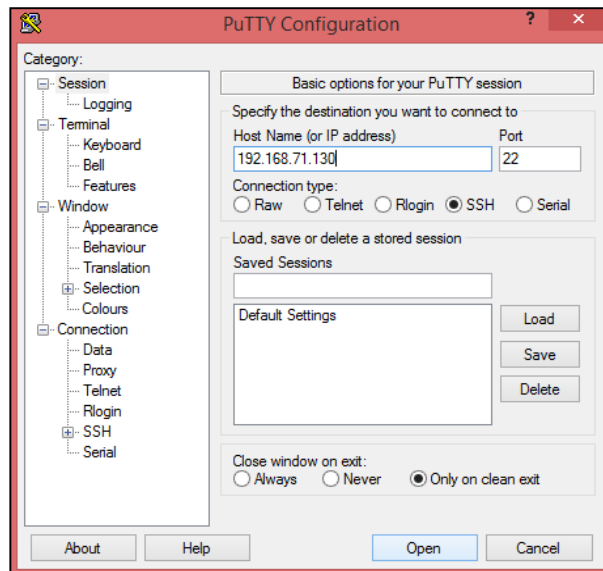 PuTTY Configuration
? ×
Category:
Session
Logging
Terminal
Keyboard
Bell
Features
Window
Appearance
Behaviour
Translation
Selection
Colours
Connection
Data
Proxy
Telnet
Rlogin
SSH
Serial
Basic options for your PuTTY session
Specify the destination you want to connect to
Host Name (or IP address) Port
192.168.71.130 22
Connection type:
Raw Telnet Rlogin SSH Serial
Load, save or delete a stored session
Saved Sessions
Default Settings
Load
Save
Delete
Close window on exit:
Always Never Only on clean exit
About Help Open Cancel